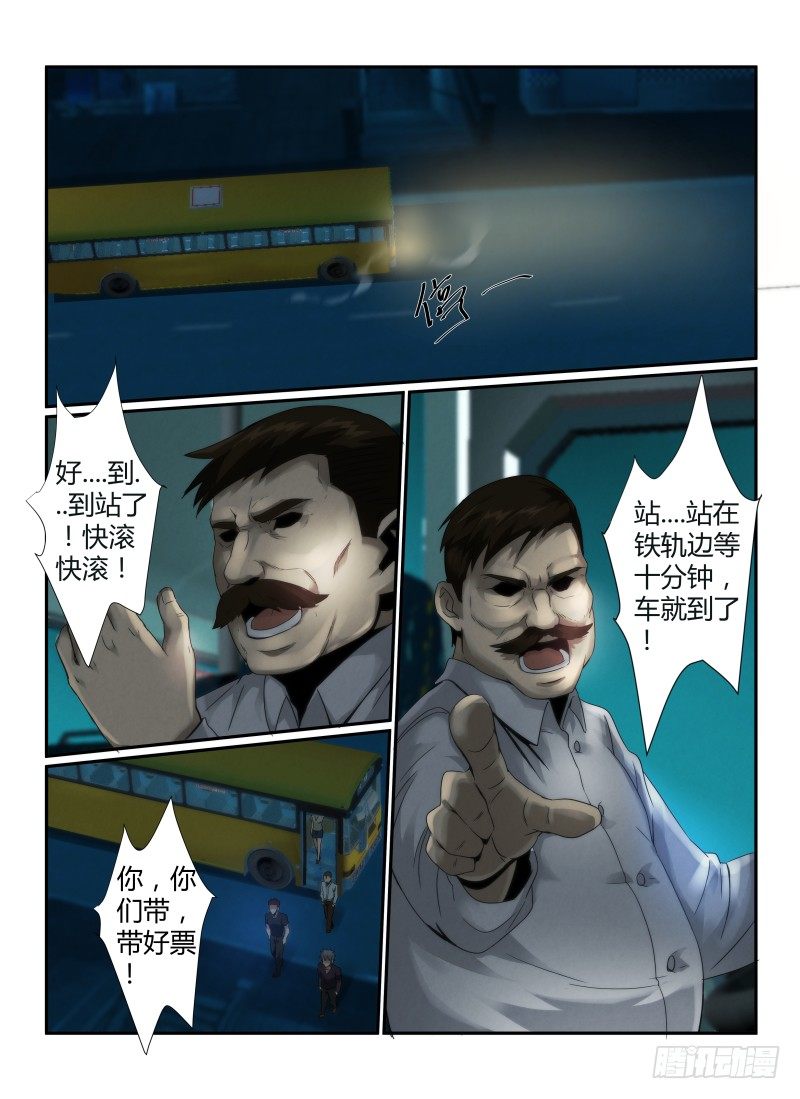 停一
好....到.
..到站了
！快滚
快滚！
站....站在
铁轨边等
十分钟，
车就到了
！
你，你
们带，
带好票
！
腾讯动漫